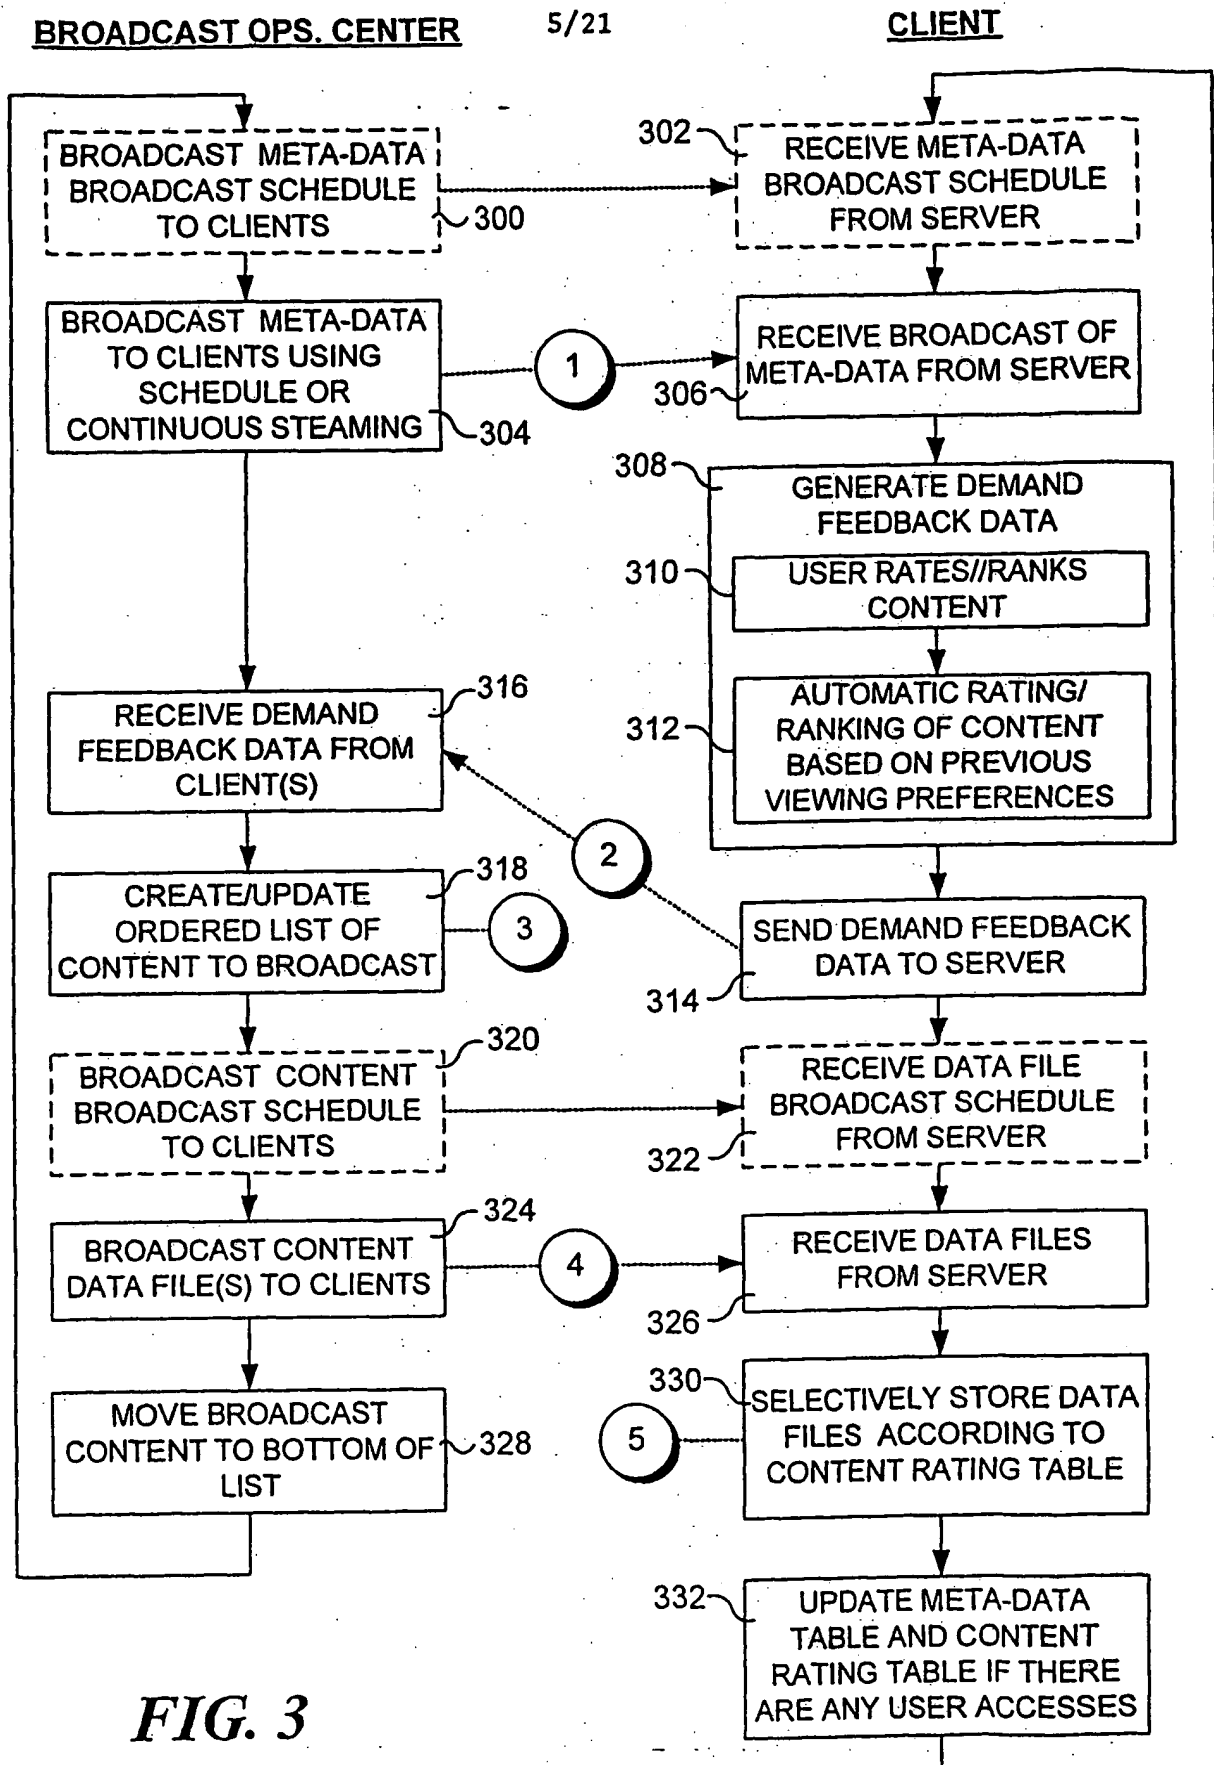 BROADCAST OPS. CENTER
5/21
CLIENT
BROADCAST META-DATA
BROADCAST SCHEDULE
TO CLIENTS
300
302
RECEIVE META-DATA
BROADCAST SCHEDULE
FROM SERVER
BROADCAST META-DATA
TO CLIENTS USING
SCHEDULE OR
CONTINUOUS STEAMING
304
1
RECEIVE BROADCAST OF
META-DATA FROM SERVER
306
308
GENERATE DEMAND
FEEDBACK DATA
310
USER RATES//RANKS
CONTENT
312
AUTOMATIC RATING/
RANKING OF CONTENT
BASED ON PREVIOUS
VIEWING PREFERENCES
316
RECEIVE DEMAND
FEEDBACK DATA FROM
CLIENT(S)
2
318
CREATE/UPDATE
ORDERED LIST OF
CONTENT TO BROADCAST
3
SEND DEMAND FEEDBACK
DATA TO SERVER
314
320
BROADCAST CONTENT
BROADCAST SCHEDULE
TO CLIENTS
RECEIVE DATA FILE
BROADCAST SCHEDULE
FROM SERVER
322
324
BROADCAST CONTENT
DATA FILE(S) TO CLIENTS
4
RECEIVE DATA FILES
FROM SERVER
326
MOVE BROADCAST
CONTENT TO BOTTOM OF
LIST
328
330
SELECTIVELY STORE DATA
FILES ACCORDING TO
CONTENT RATING TABLE
5
332
UPDATE META-DATA
TABLE AND CONTENT
RATING TABLE IF THERE
ARE ANY USER ACCESSES
FIG. 3